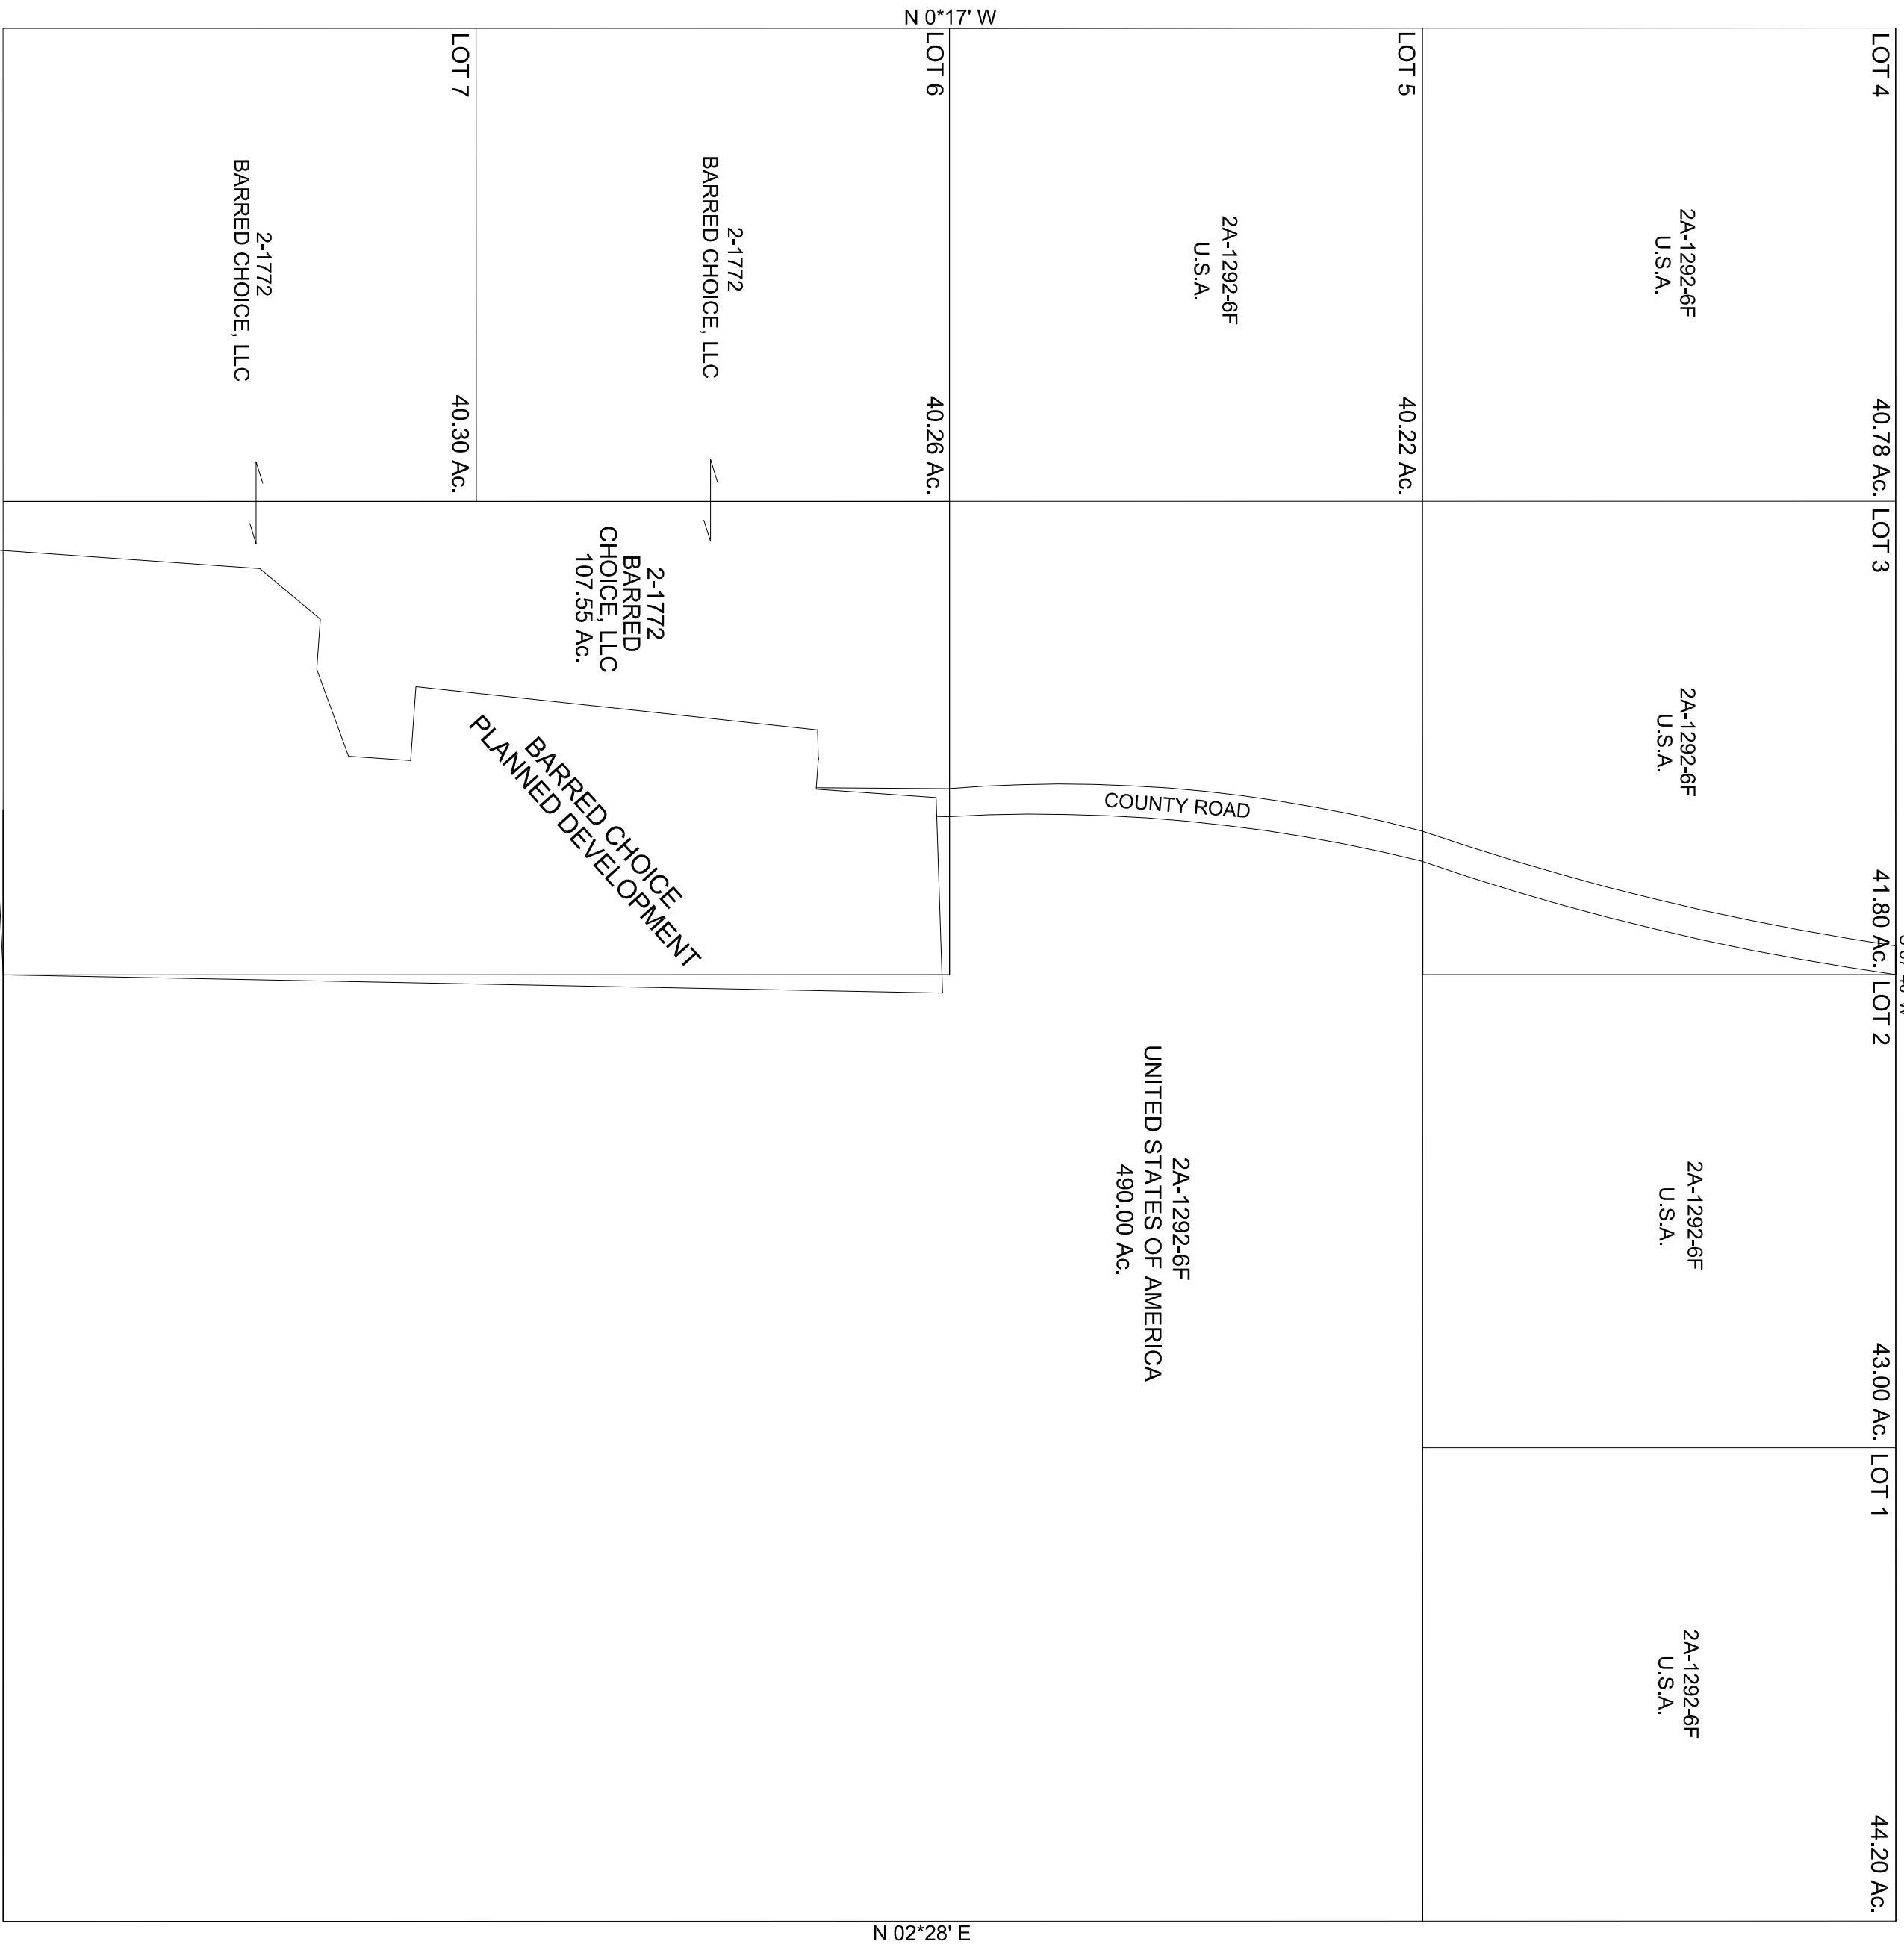 N 0*17' W
LOT 4
40.78 Ac.
2A-1292-6F
U.S.A.
LOT 5
40.22 Ac.
2A-1292-6F
U.S.A.
LOT 6
40.26 Ac.
2-1772
BARRED CHOICE, LLC
LOT 7
40.30 Ac.
2-1772
BARRED CHOICE, LLC
LOT 3
41.80 Ac.
2A-1292-6F
U.S.A.
2-1772
BARRED
CHOICE, LLC
107.55 Ac.
COUNTY ROAD
BARRED CHOICE
PLANNED DEVELOPMENT
LOT 2
43.00 Ac.
2A-1292-6F
U.S.A.
2A-1292-6F
UNITED STATES OF AMERICA
490.00 Ac.
LOT 1
44.20 Ac.
2A-1292-6F
U.S.A.
N 02*28' E